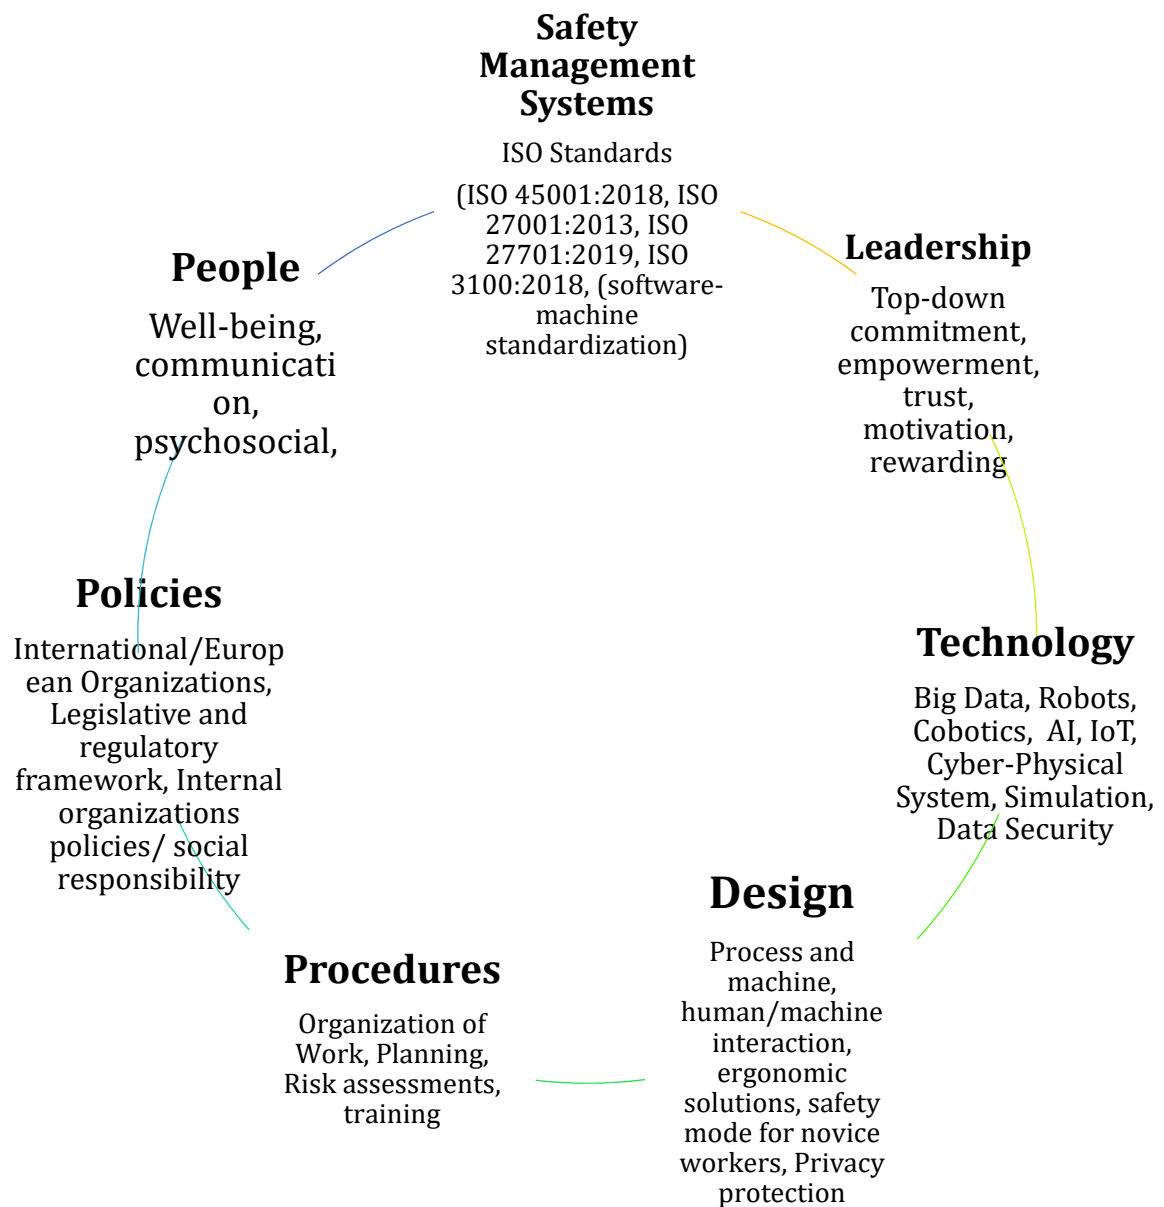 Safety
Management
Systems
ISO Standards
(ISO 45001:2018, ISO
27001:2013, ISO
27701:2019, ISO
3100:2018, (software-
machine
standardization)
Leadership
Top-down
commitment,
empowerment,
trust,
motivation,
rewarding
Technology
Big Data, Robots,
Cobotics,  AI, IoT,
Cyber-Physical
System, Simulation,
Data Security
Design
Process and
machine,
human/machine
interaction,
ergonomic
solutions, safety
mode for novice
workers, Privacy
protection
Procedures
Organization of
Work, Planning,
Risk assessments,
training
Policies
International/Europ
ean Organizations,
Legislative and
regulatory
framework, Internal
organizations
policies/ social
responsibility
People
Well-being,
communicati
on,
psychosocial,